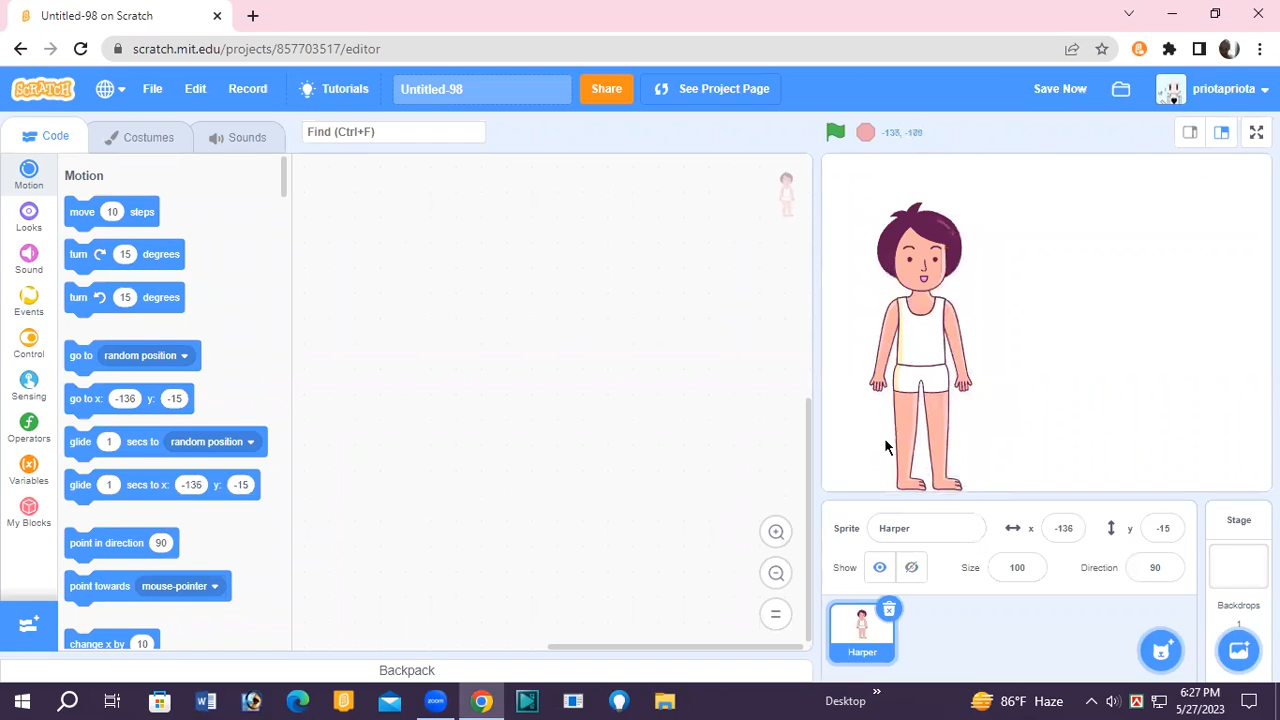 Untitled-98 on Scratch
scratch.mit.edu/projects/857703517/editor
SCRATCH
File
Edit
Record
Tutorials
Untitled-98
Share
See Project Page
Save Now
priotapriota
Code
Costumes
Sounds
Find (Ctrl+F)
Motion
Looks
Sound
Events
Control
Sensing
Operators
Variables
My Blocks
Motion
move 10 steps
turn 15 degrees
turn 15 degrees
go to random position
go to x: -136 y: -15
glide 1 secs to random position
glide 1 secs to x: -136 y: -15
point in direction 90
point towards mouse-pointer
change x by 10
Sprite Harper x -136 y -15
Show Size 100 Direction 90
Harper
Stage
Backdrops
1
Backpack
Desktop
86°F Haze
6:27 PM
5/27/2023